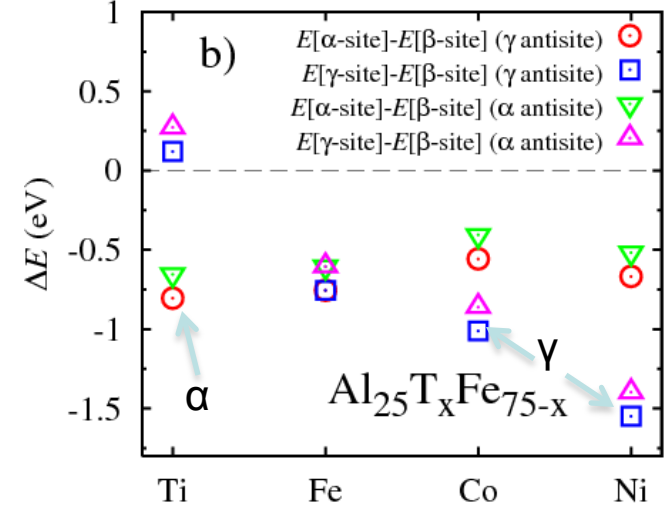 1
b)
E[α-site]-E[β-site] (γ antisite)
E[γ-site]-E[β-site] (γ antisite)
0.5
E[α-site]-E[β-site] (α antisite)
E[γ-site]-E[β-site] (α antisite)
0
ΔE (eV)
-0.5
-1
γ
α
Al₂₅TₓFe₇₅₋ₓ
-1.5
Ti Fe Co Ni